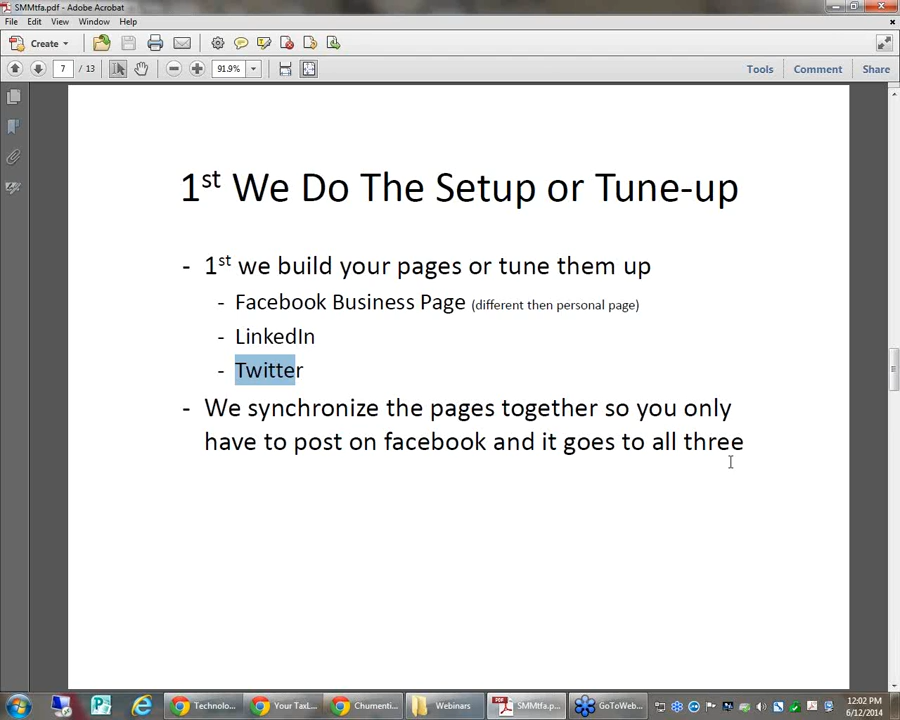 SMMtfa.pdf - Adobe Acrobat
File Edit View Window Help
Create
7 / 13 91.9% Tools Comment Share
1st We Do The Setup or Tune-up
- 1st we build your pages or tune them up
- Facebook Business Page (different then personal page)
- LinkedIn
- Twitter
- We synchronize the pages together so you only
have to post on facebook and it goes to all three
Technolo... Your TaxL... Chumenti... Webinars SMMtfa.p... GoToWeb...
12:02 PM
6/12/2014